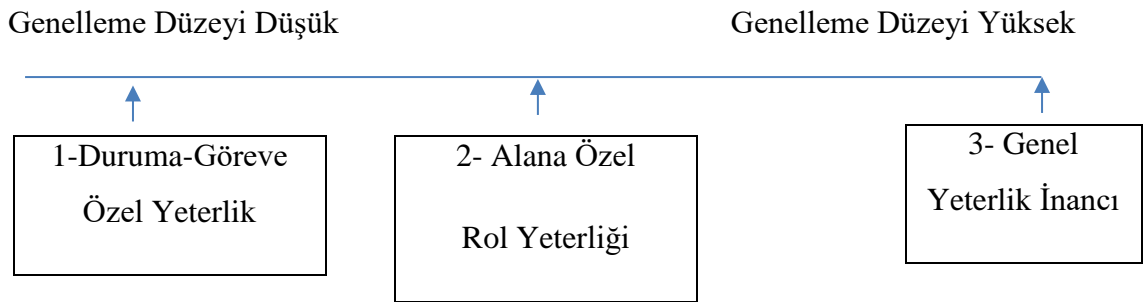 Genelleme Düzeyi Düşük
Genelleme Düzeyi Yüksek
1-Duruma-Göreve
Özel Yeterlik
2- Alana Özel
Rol Yeterliği
3- Genel
Yeterlik İnancı